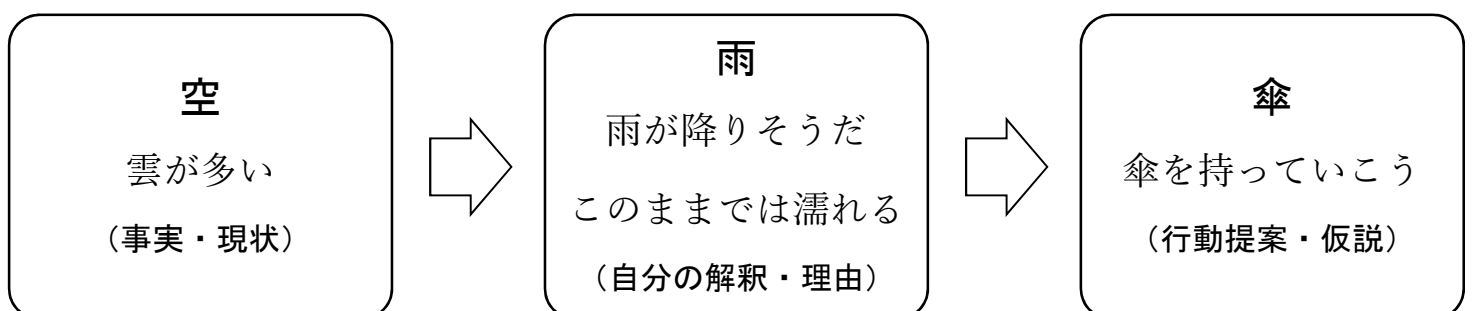 空
雲が多い
（事実・現状）
雨
雨が降りそうだ
このままでは濡れる
（自分の解釈・理由）
傘
傘を持っていこう
（行動提案・仮説）